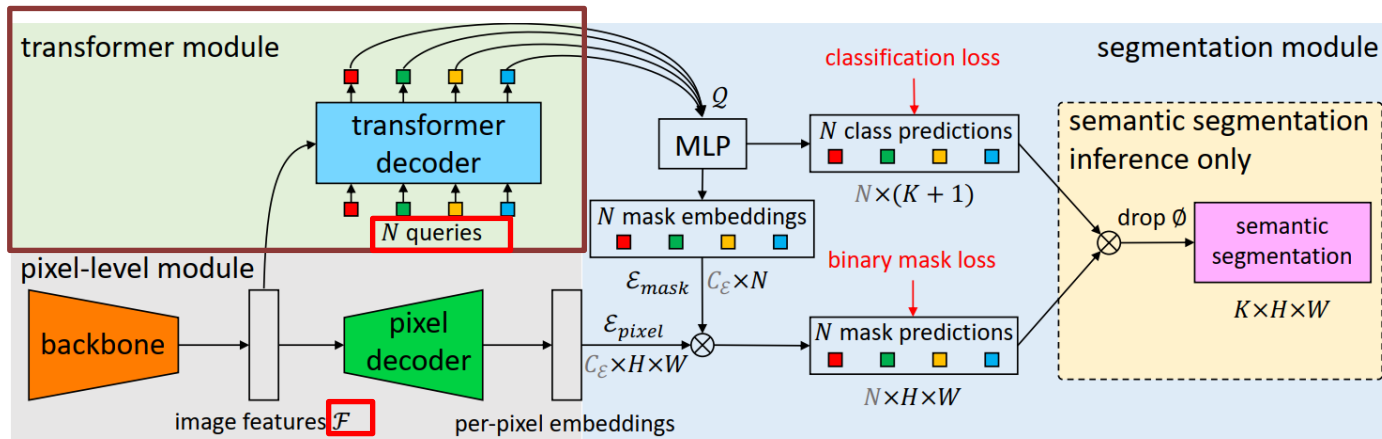 transformer module
segmentation module
classification loss
𝒬
transformer
decoder
MLP
N class predictions
semantic segmentation
inference only
N×(K + 1)
N queries
N mask embeddings
drop ∅
semantic
segmentation
pixel-level module
binary mask loss
ℰ_mask
C_ℰ×N
K×H×W
backbone
pixel
decoder
ℰ_pixel
C_ℰ×H×W
N mask predictions
N×H×W
image features ℱ
per-pixel embeddings